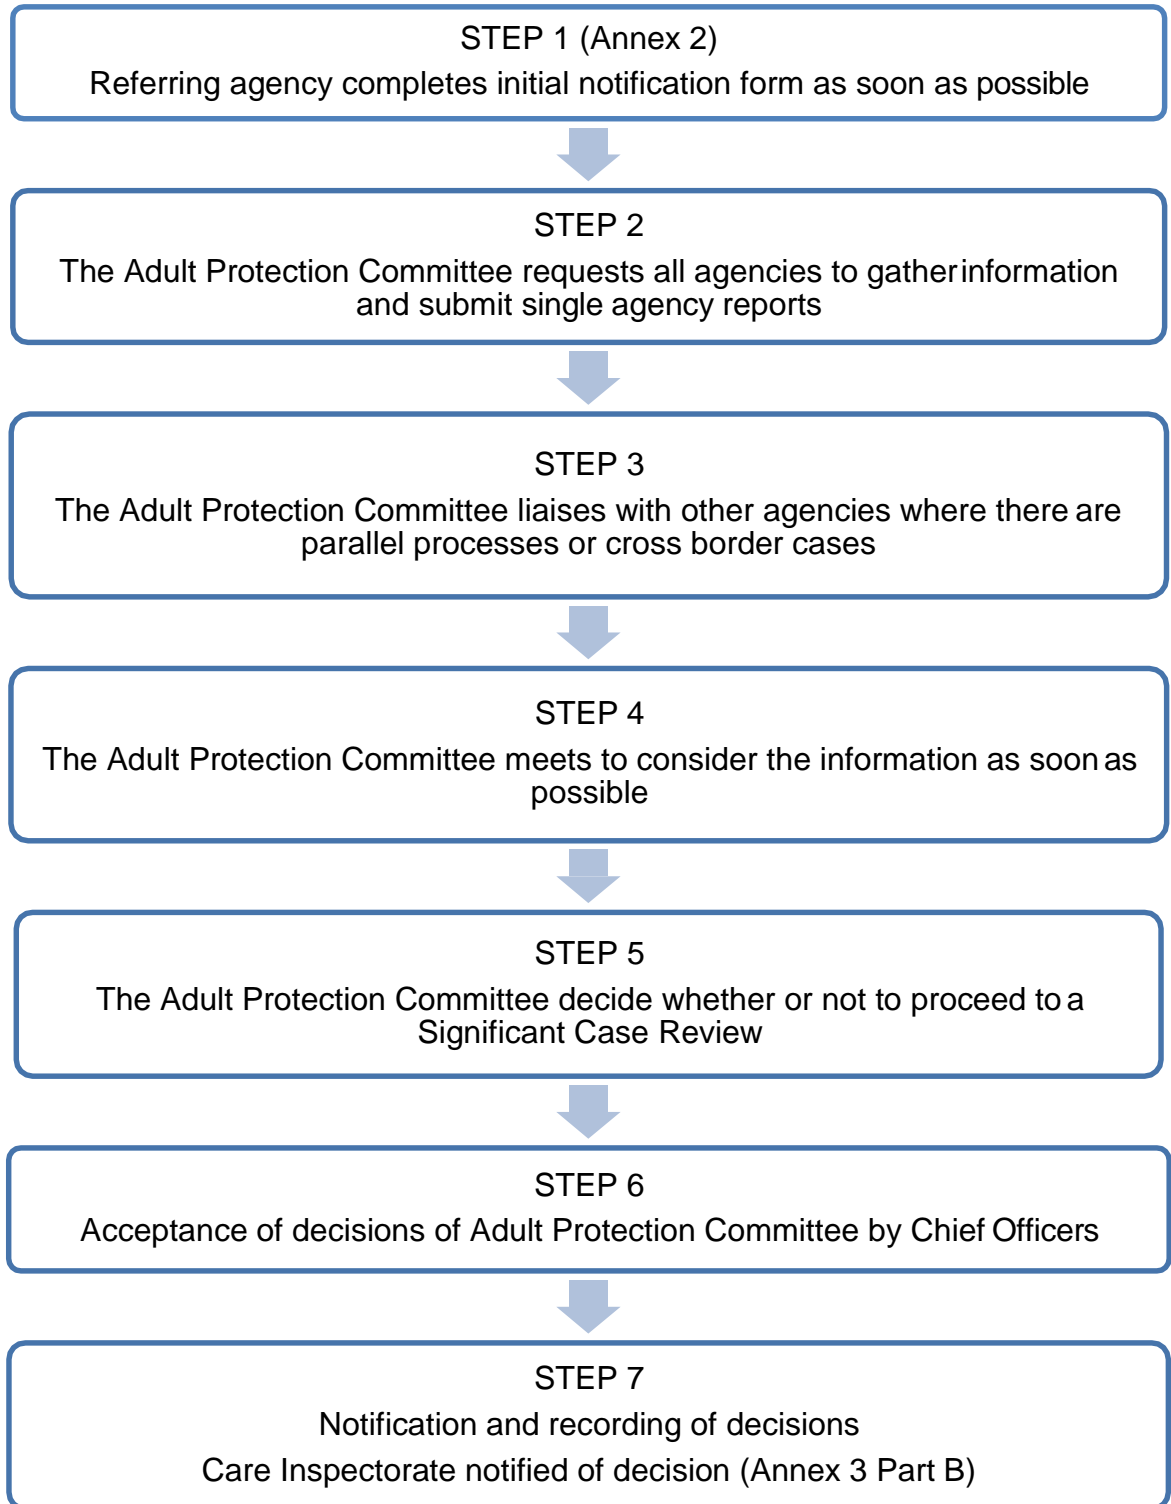 STEP 1 (Annex 2)
Referring agency completes initial notification form as soon as possible
STEP 2
The Adult Protection Committee requests all agencies to gatherinformation
and submit single agency reports
STEP 3
The Adult Protection Committee liaises with other agencies where there are
parallel processes or cross border cases
STEP 4
The Adult Protection Committee meets to consider the information as soon as
possible
STEP 5
The Adult Protection Committee decide whether or not to proceed to a
Significant Case Review
STEP 6
Acceptance of decisions of Adult Protection Committee by Chief Officers
STEP 7
Notification and recording of decisions
Care Inspectorate notified of decision (Annex 3 Part B)